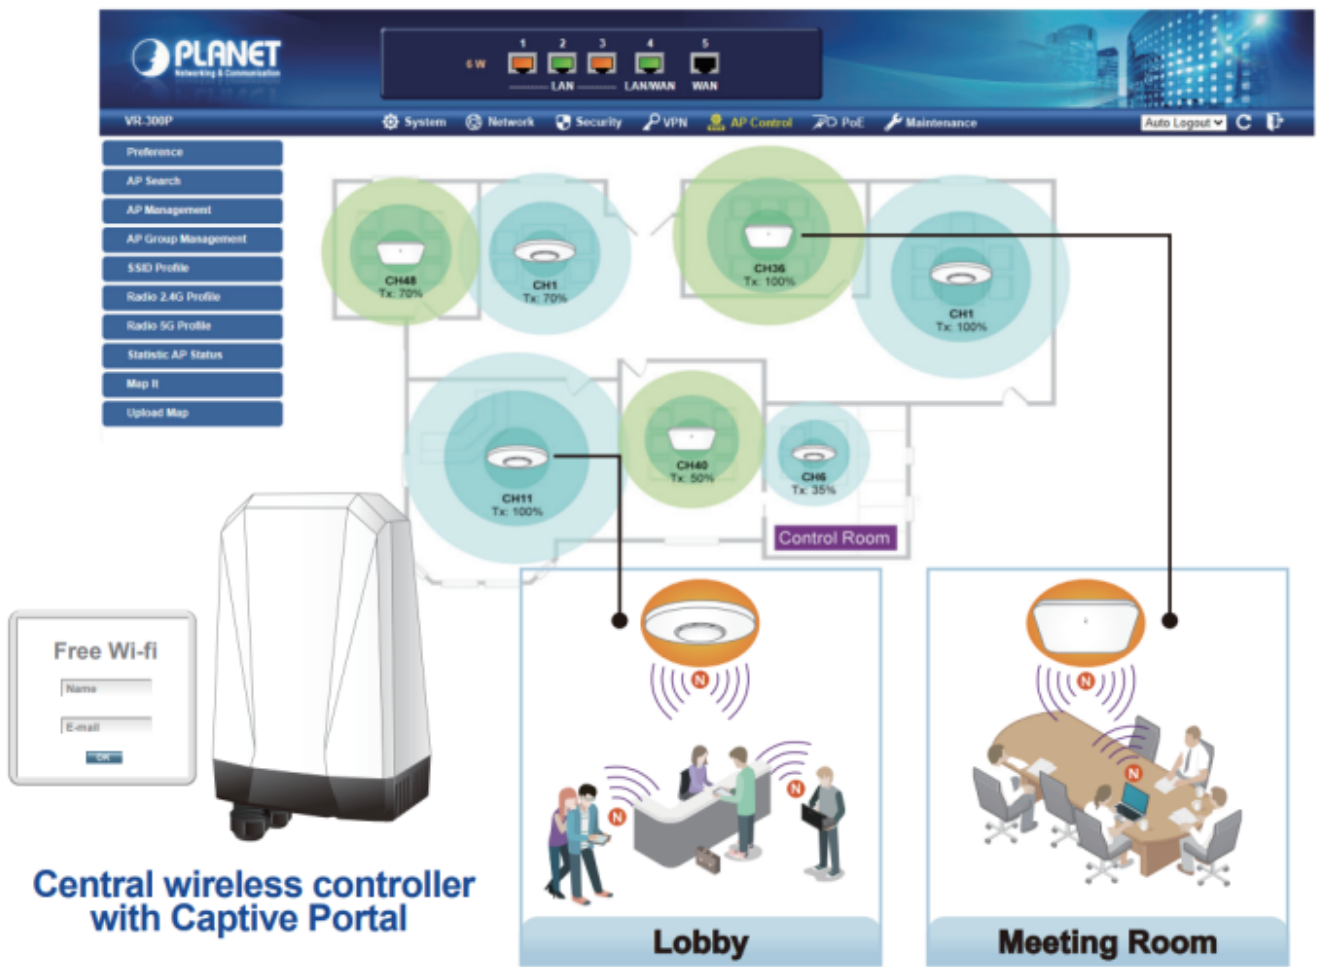 PLANET
Networking & Communication
1 2 3 4 5
6 W
LAN LAN/WAN WAN
VR-300P
System Network Security VPN AP Control PoE Maintenance
Auto Logout
Preference
AP Search
AP Management
AP Group Management
SSID Profile
Radio 2.4G Profile
Radio 5G Profile
Statistic AP Status
Map It
Upload Map
CH48
Tx: 70%
CH1
Tx: 70%
CH36
Tx: 100%
CH1
Tx: 100%
CH11
Tx: 100%
CH40
Tx: 50%
CH6
Tx: 35%
Control Room
Free Wi-fi
Name
E-mail
OK
Central wireless controller
with Captive Portal
N
N
N
Lobby
N
N
Meeting Room